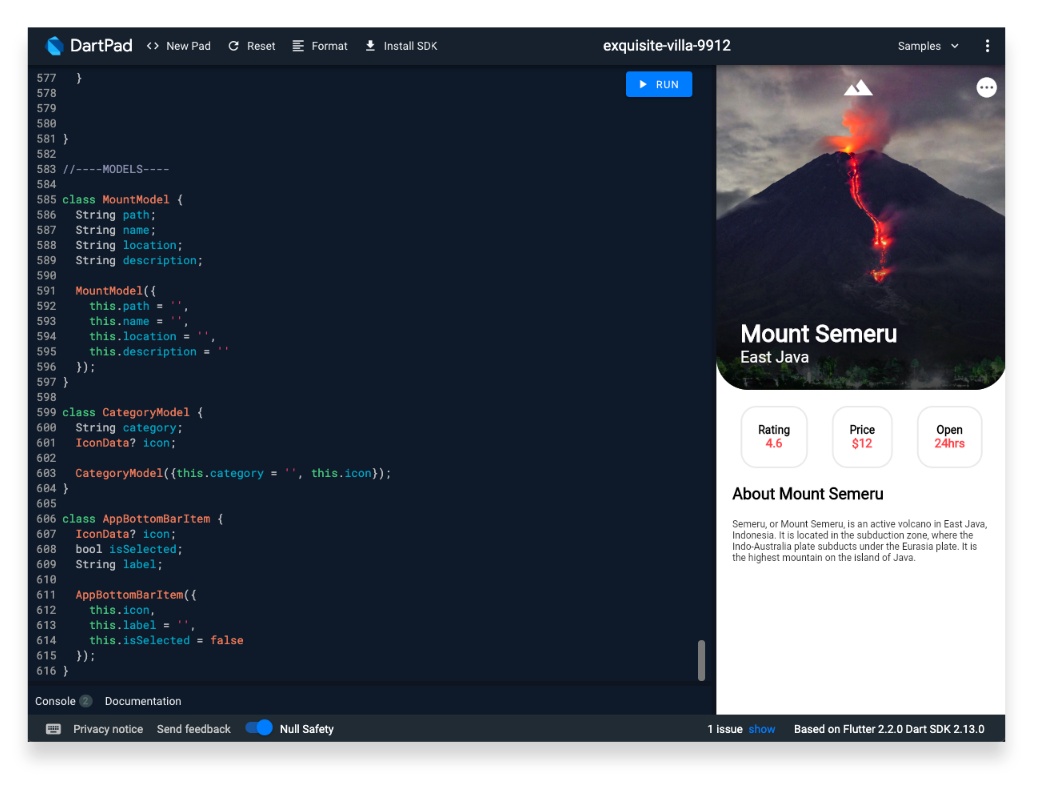 DartPad <> New Pad Reset Format Install SDK exquisite-villa-9912 Samples
577 }
578
579
580
581 }
582
583 //----MODELS----
584
585 class MountModel {
586 String path;
587 String name;
588 String location;
589 String description;
590
591 MountModel({
592 this.path = '',
593 this.name = '',
594 this.location = '',
595 this.description = ''
596 });
597 }
598
599 class CategoryModel {
600 String category;
601 IconData? icon;
602
603 CategoryModel({this.category = '', this.icon});
604 }
605
606 class AppBottomBarItem {
607 IconData? icon;
608 bool isSelected;
609 String label;
610
611 AppBottomBarItem({
612 this.icon,
613 this.label = '',
614 this.isSelected = false
615 });
616 }
RUN
Mount Semeru
East Java
Rating Price Open
4.6 $12 24hrs
About Mount Semeru
Semeru, or Mount Semeru, is an active volcano in East Java,
Indonesia. It is located in the subduction zone, where the
Indo-Australia plate subducts under the Eurasia plate. It is
the highest mountain on the island of Java.
Console 2 Documentation
Privacy notice Send feedback Null Safety 1 issue show Based on Flutter 2.2.0 Dart SDK 2.13.0